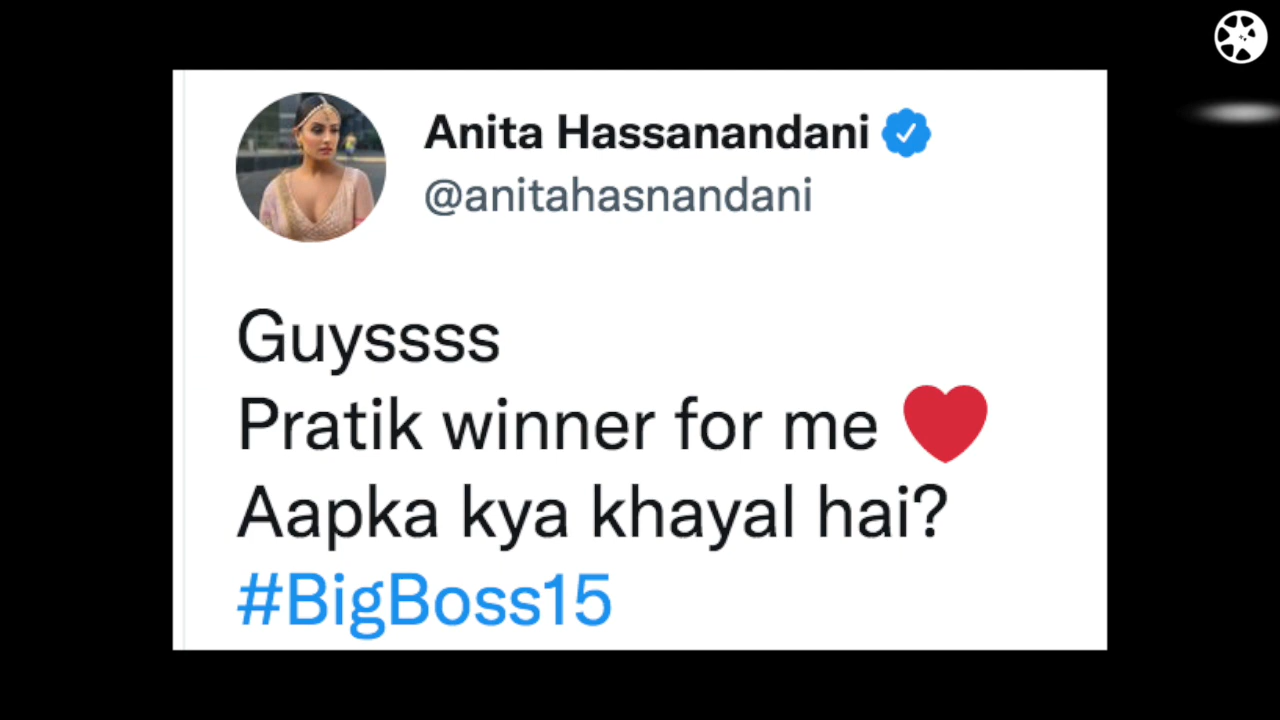 Anita Hassanandani
@anitahasnandani
Guyssss
Pratik winner for me ❤️
Aapka kya khayal hai?
#BigBoss15